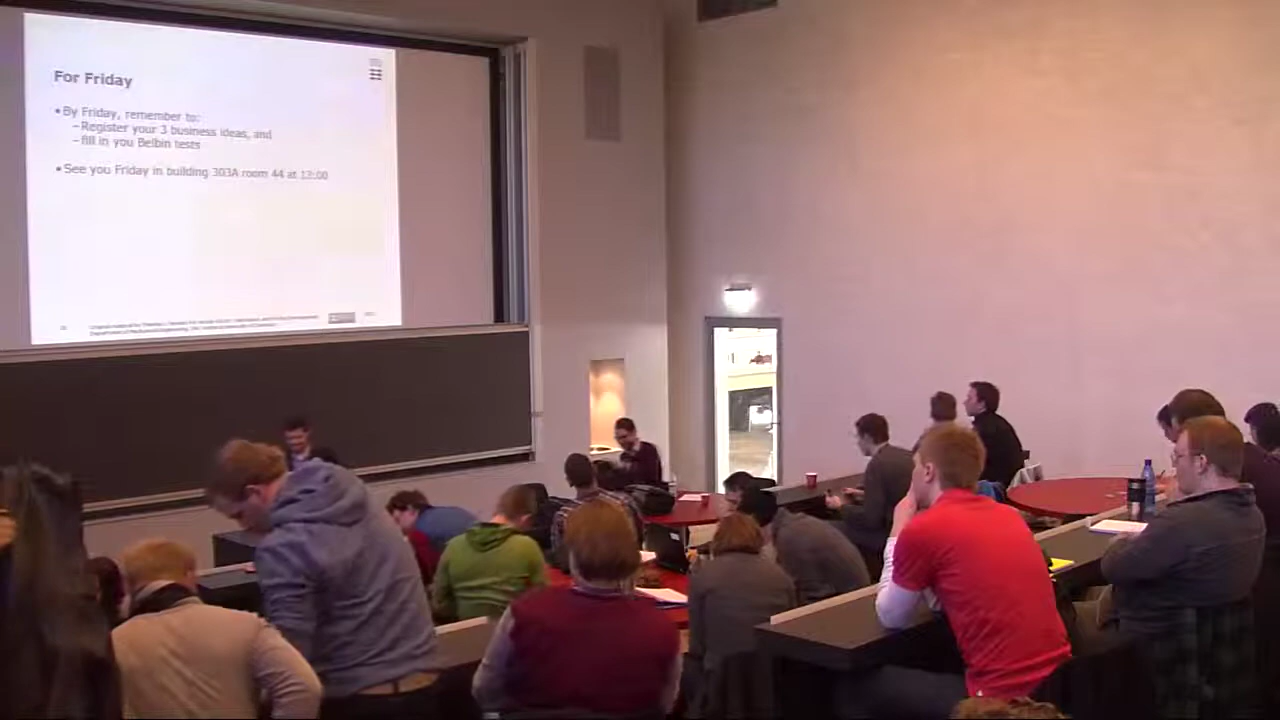 For Friday
•By Friday, remember to:
–Register your 3 business ideas, and
–fill in you Belbin tests
•See you Friday in building 303A room 44 at 13:00